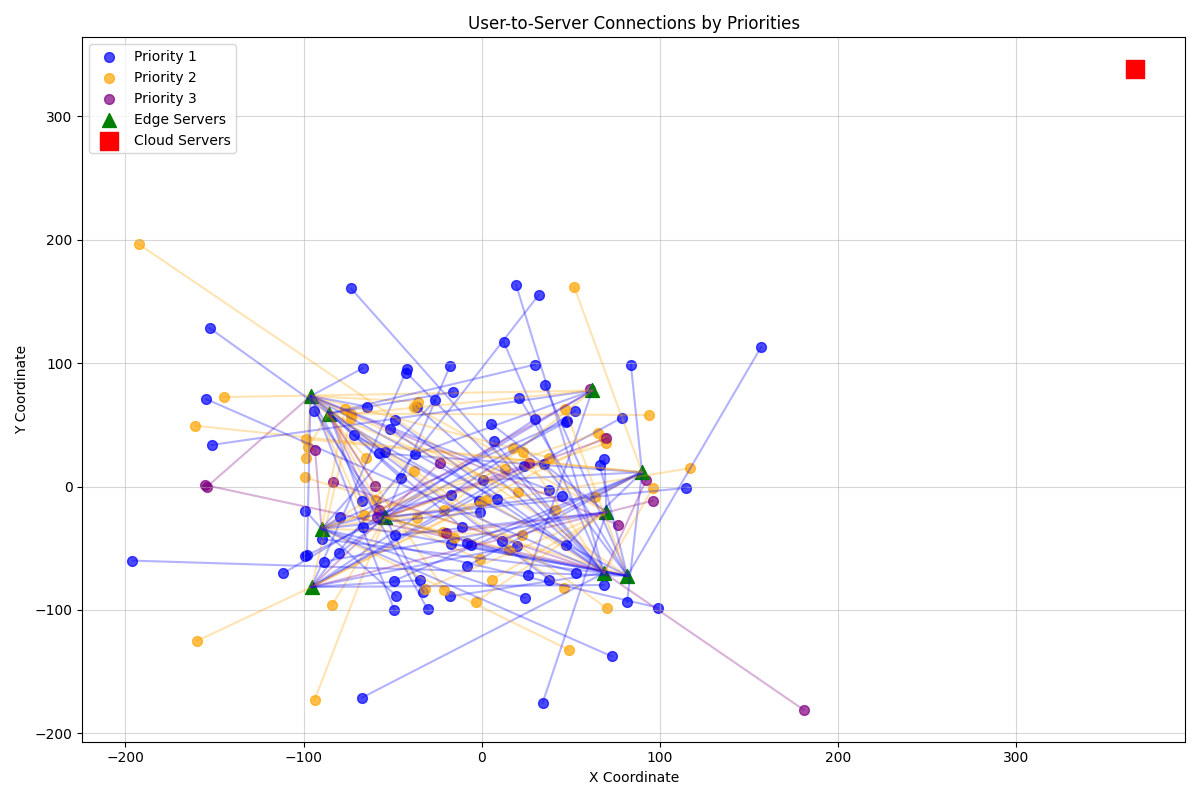 User-to-Server Connections by Priorities
Priority 1
Priority 2
Priority 3
Edge Servers
Cloud Servers
Y Coordinate
300
200
100
0
−100
−200
−200
−100
0
100
200
300
X Coordinate